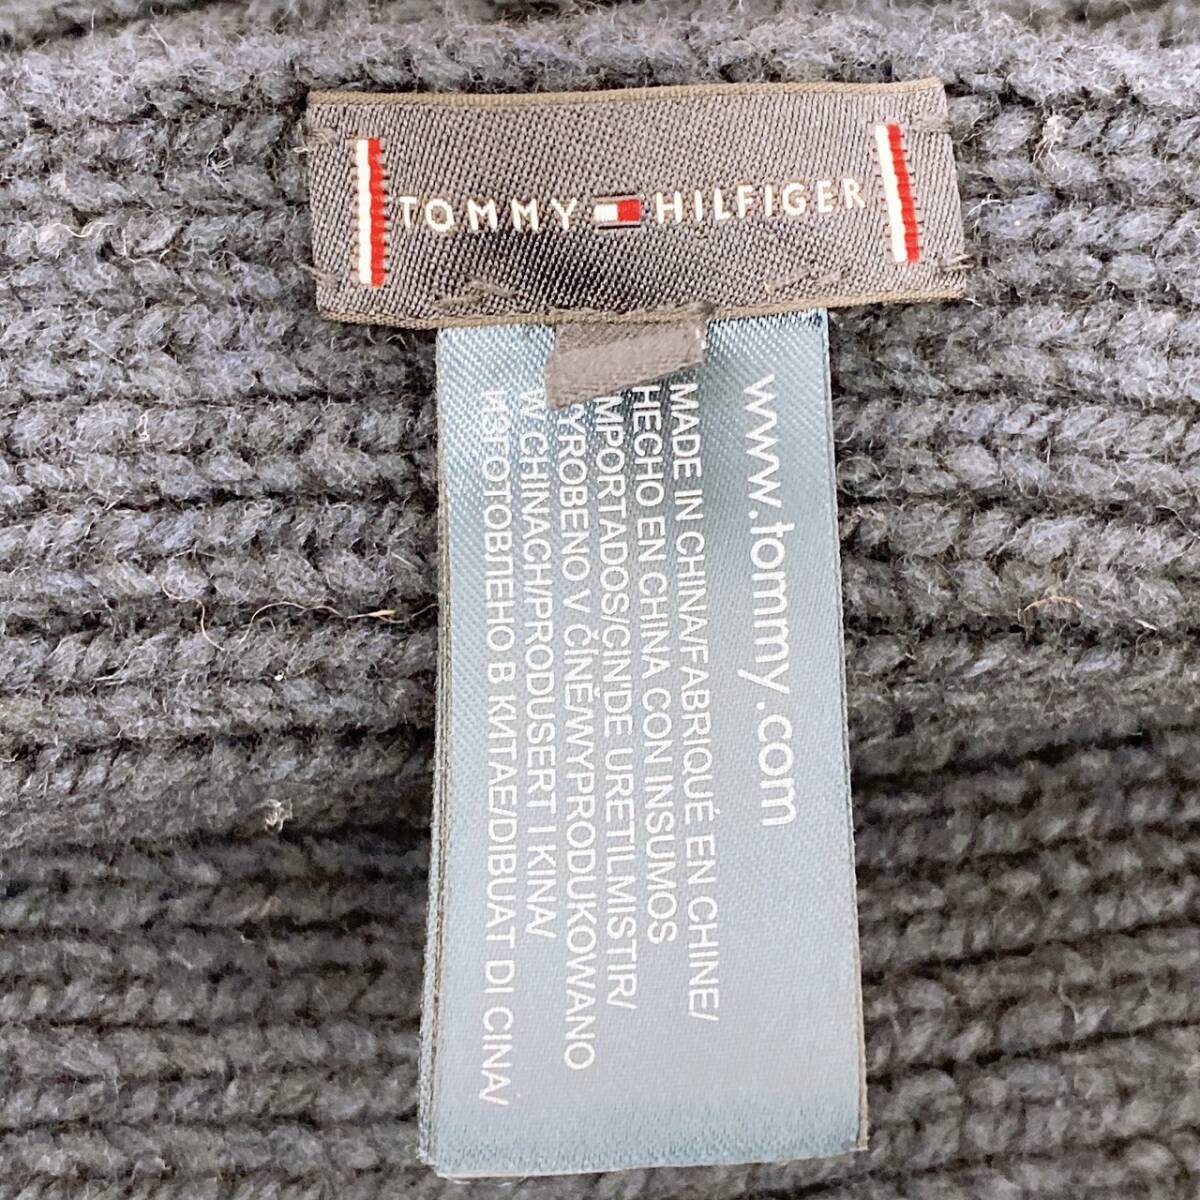 TOMMY HILFIGER
www.tommy.com
MADE IN CHINA/FABRIQUÉ EN CHINE/
HECHO EN CHINA CON INSUMOS
IMPORTADOS/CIN'DE URETILMISTIR/
VYROBENO V ČÍNĚ/WYPRODUKOWANO
W CHINACH/PRODUSERT I KINA/
ИЗГОТОВЛЕНО В КИТАЕ/DIBUAT DI CINA/